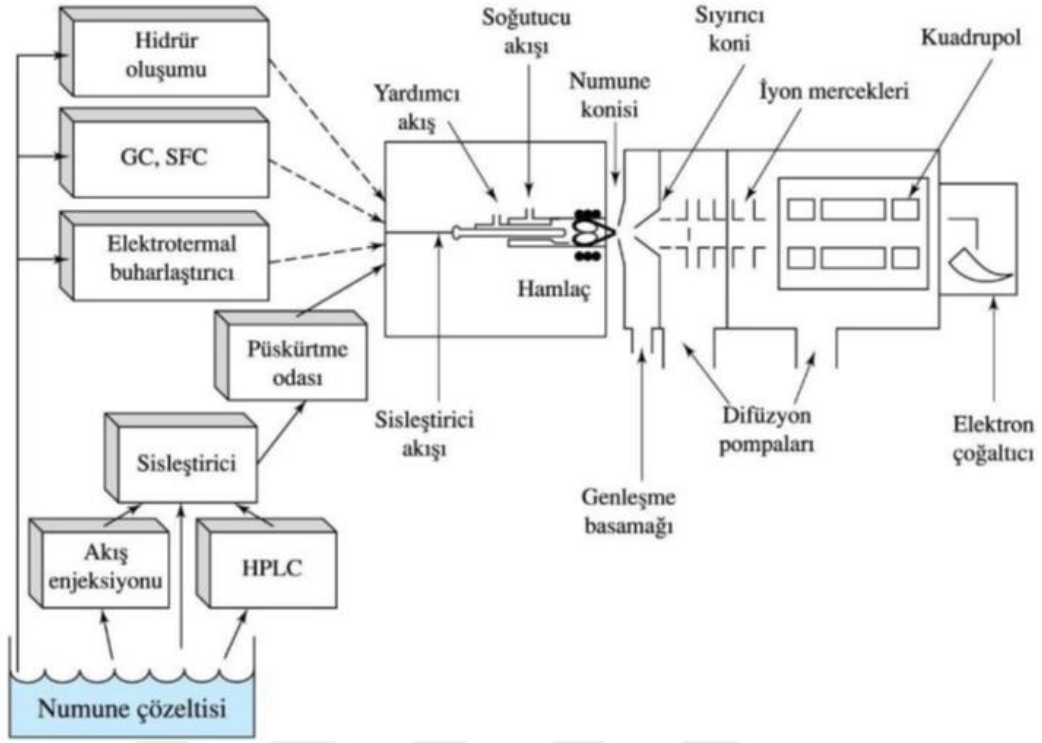 Hidrür
oluşumu
GC, SFC
Elektrotermal
buharlaştırıcı
Püskürtme
odası
Sisleştirici
Akış
enjeksiyonu
HPLC
Numune çözeltisi
Yardımcı
akış
Soğutucu
akışı
Numune
konisi
Sıyırıcı
koni
İyon mercekleri
Kuadrupol
Hamlaç
Sisleştirici
akışı
Genleşme
basamağı
Difüzyon
pompaları
Elektron
çoğaltıcı